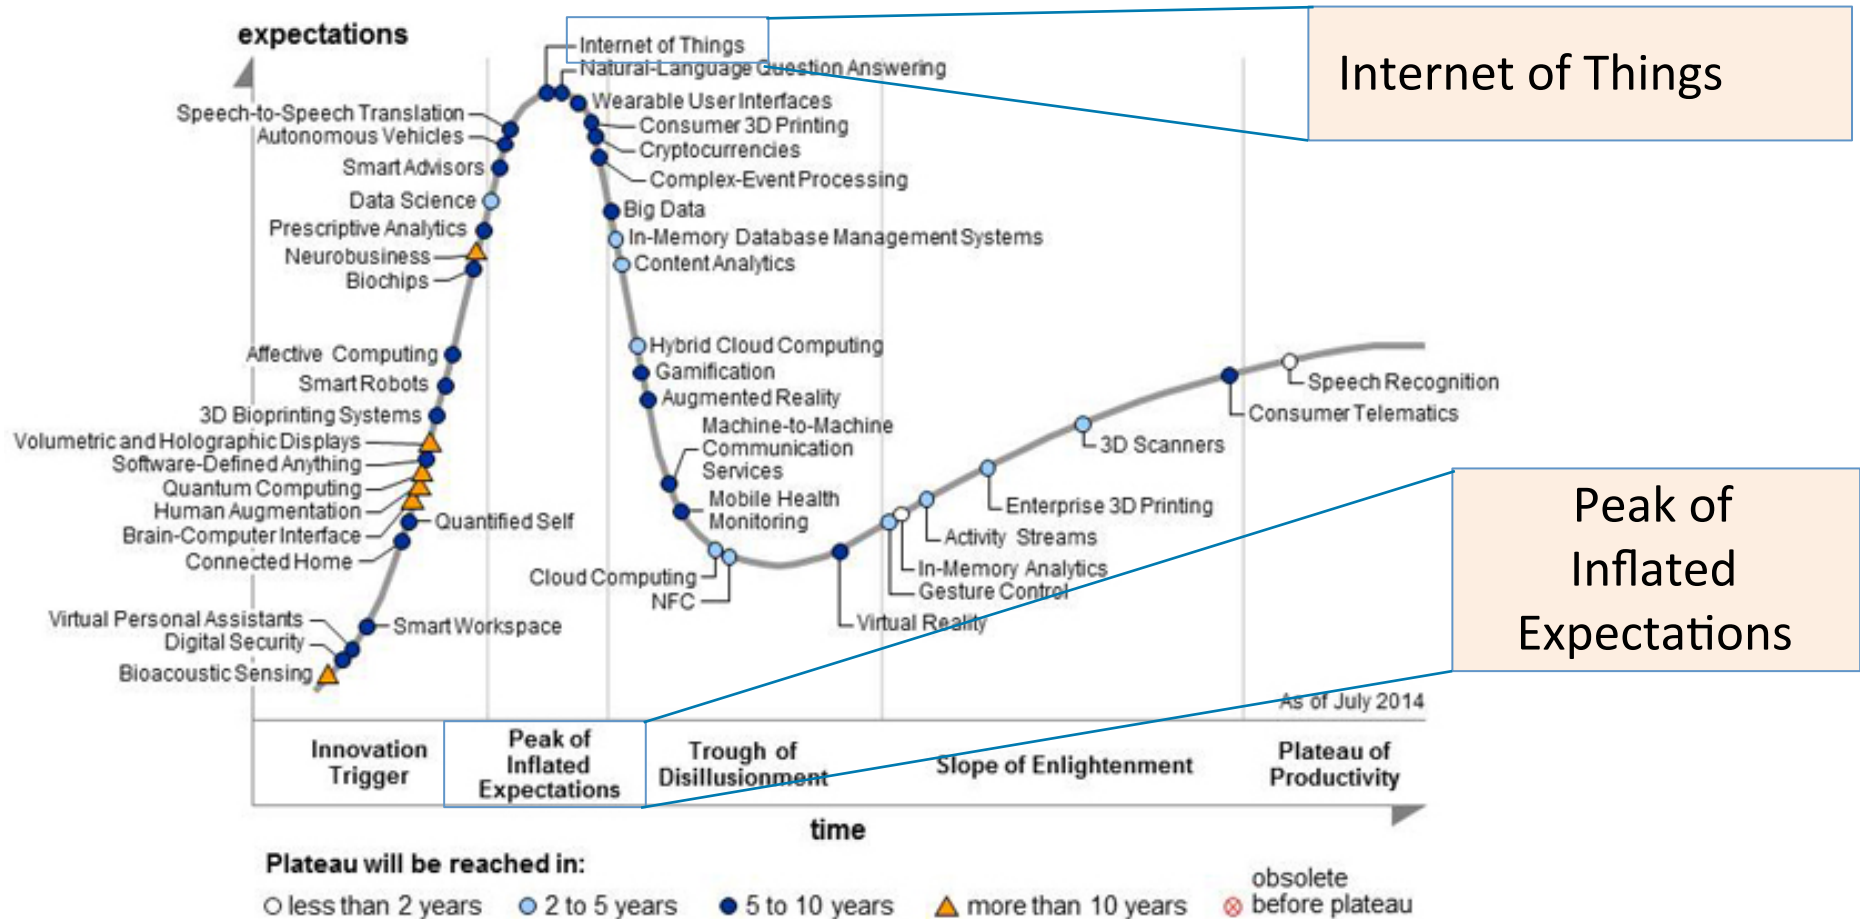 expectations
Internet of Things
Internet of Things
Natural-Language Question Answering
Wearable User Interfaces
Consumer 3D Printing
Cryptocurrencies
Complex-Event Processing
Speech-to-Speech Translation
Autonomous Vehicles
Smart Advisors
Data Science
Prescriptive Analytics
Neurobusiness
Biochips
Big Data
In-Memory Database Management Systems
Content Analytics
Affective Computing
Smart Robots
3D Bioprinting Systems
Volumetric and Holographic Displays
Software-Defined Anything
Quantum Computing
Human Augmentation
Brain-Computer Interface
Connected Home
Quantified Self
Hybrid Cloud Computing
Gamification
Augmented Reality
Machine-to-Machine
Communication
Services
Mobile Health
Monitoring
Virtual Personal Assistants
Digital Security
Bioacoustic Sensing
Smart Workspace
Cloud Computing
NFC
Speech Recognition
Consumer Telematics
3D Scanners
Enterprise 3D Printing
Activity Streams
In-Memory Analytics
Gesture Control
Virtual Reality
Peak of
Inflated
Expectations
As of July 2014
Innovation
Trigger
Peak of
Inflated
Expectations
Trough of
Disillusionment
Slope of Enlightenment
Plateau of
Productivity
time
Plateau will be reached in:
less than 2 years
2 to 5 years
5 to 10 years
more than 10 years
obsolete
before plateau